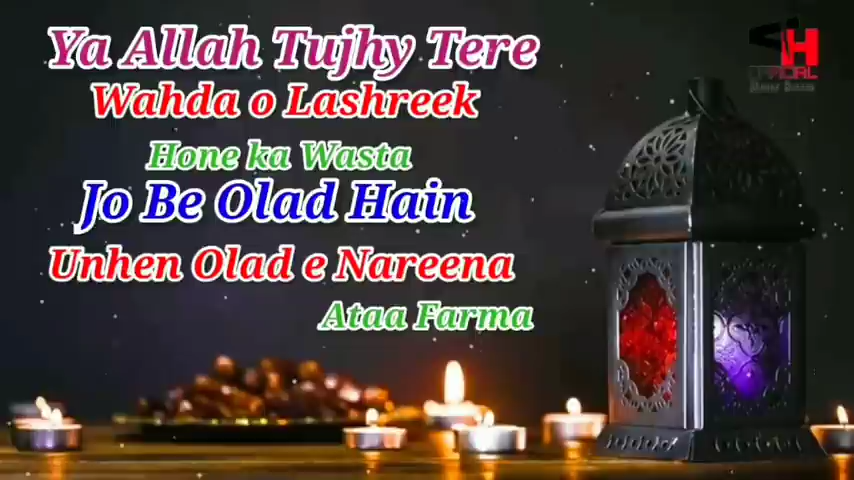 Ya Allah Tujhy Tere
Wahda o Lashreek
Hone ka Wasta
Jo Be Olad Hain
Unhen Olad e Nareena
Ataa Farma